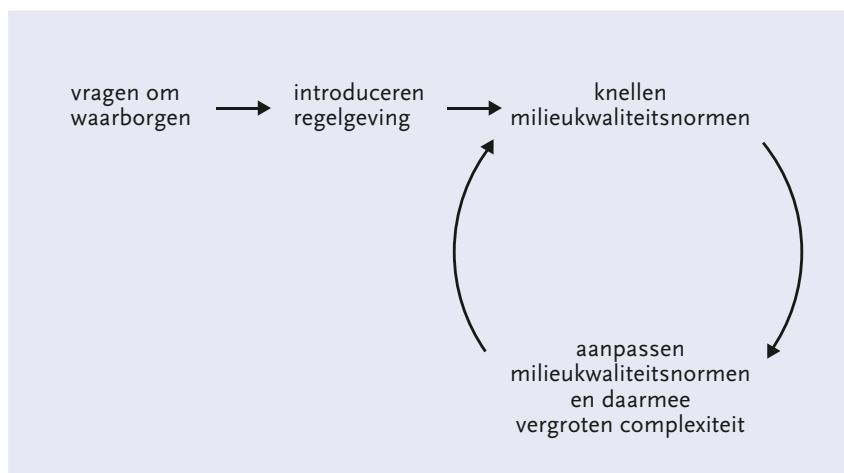 vragen om
waarborgen
introduceren
regelgeving
knellen
milieukwaliteitsnormen
aanpassen
milieukwaliteitsnormen
en daarmee
vergroten complexiteit